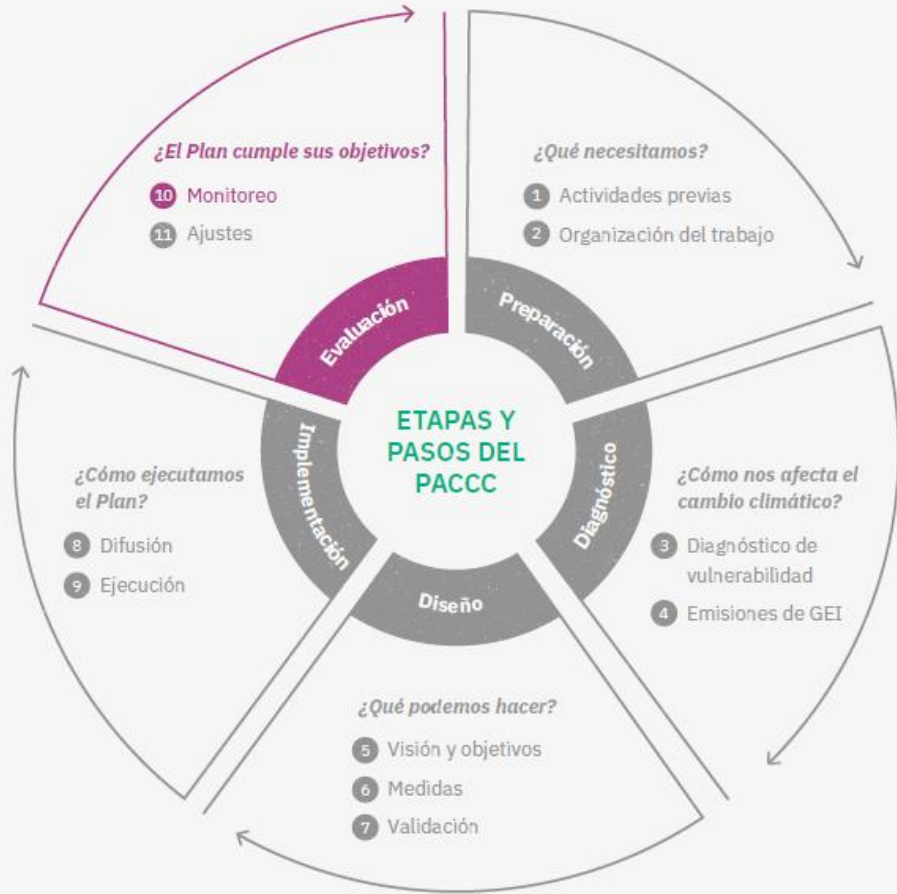 ETAPAS Y
PASOS DEL
PACCC
Preparación
¿Qué necesitamos?
1 Actividades previas
2 Organización del trabajo
Diagnóstico
¿Cómo nos afecta el
cambio climático?
3 Diagnóstico de
vulnerabilidad
4 Emisiones de GEI
Diseño
¿Qué podemos hacer?
5 Visión y objetivos
6 Medidas
7 Validación
Implementación
¿Cómo ejecutamos
el Plan?
8 Difusión
9 Ejecución
Evaluación
¿El Plan cumple sus objetivos?
10 Monitoreo
11 Ajustes